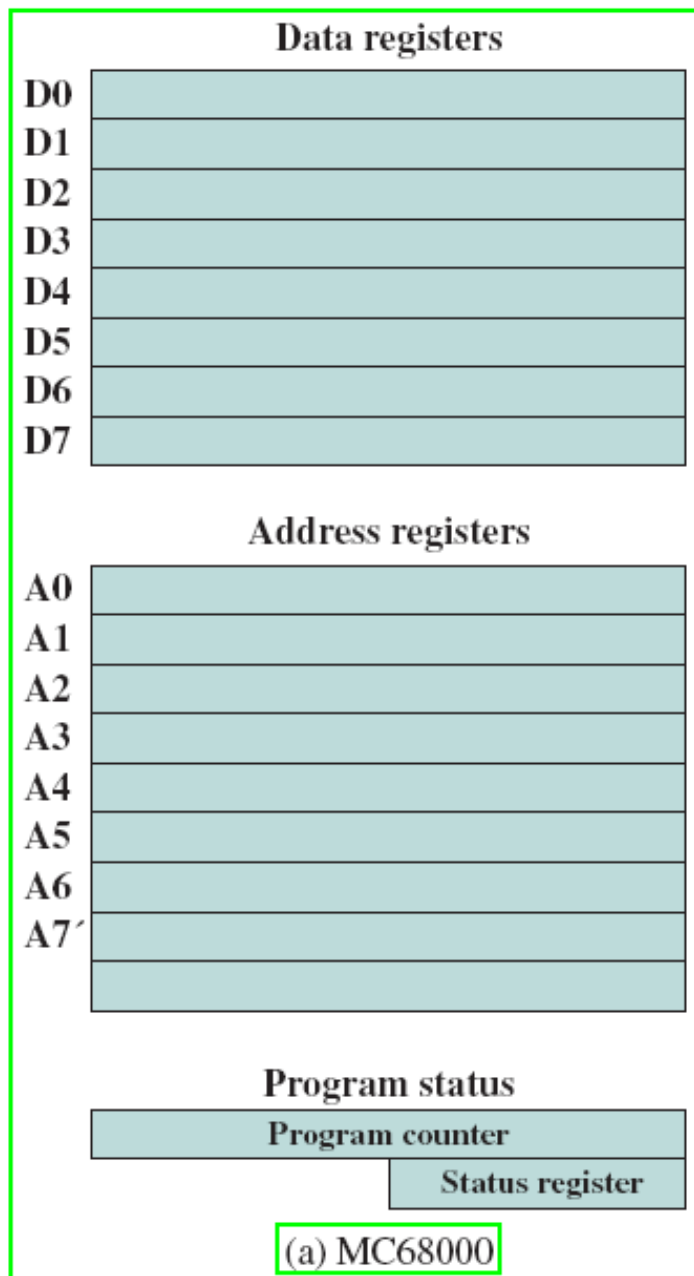 Data registers
D0
D1
D2
D3
D4
D5
D6
D7
Address registers
A0
A1
A2
A3
A4
A5
A6
A7´
Program status
Program counter
Status register
(a) MC68000